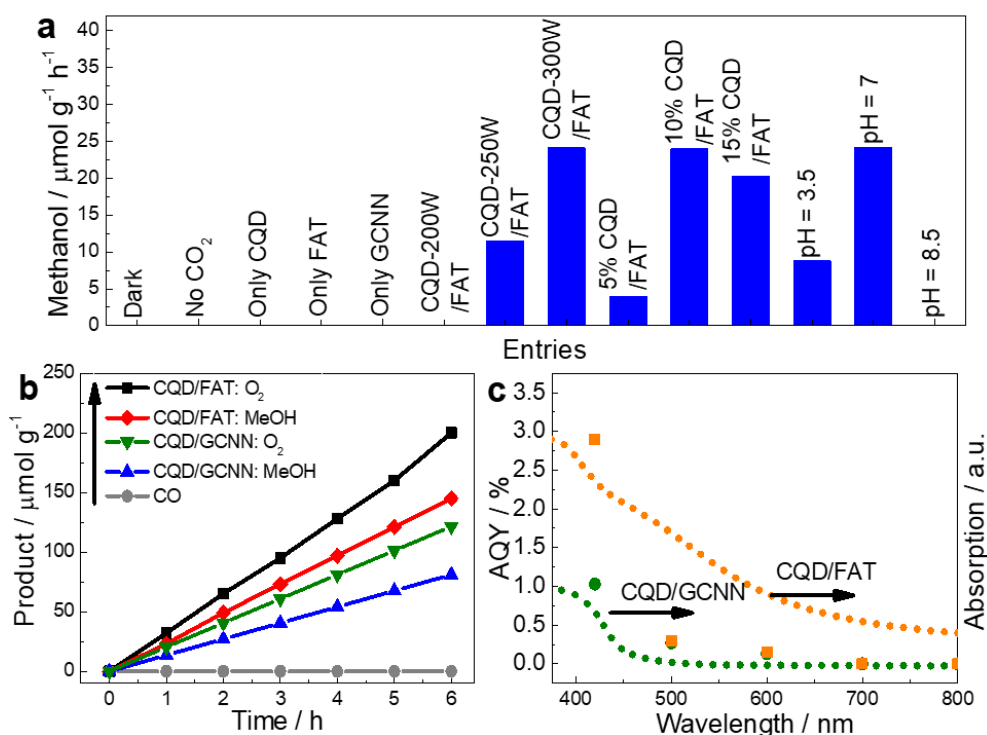 a
Methanol / μmol g⁻¹ h⁻¹
40
35
30
25
20
15
10
5
0
Dark
No CO₂
Only CQD
Only FAT
Only GCNN
CQD-200W
/FAT
CQD-250W
/FAT
CQD-300W
/FAT
5% CQD
/FAT
10% CQD
/FAT
15% CQD
/FAT
pH = 3.5
pH = 7
pH = 8.5
Entries
b
Product / μmol g⁻¹
250
200
150
100
50
0
CQD/FAT: O₂
CQD/FAT: MeOH
CQD/GCNN: O₂
CQD/GCNN: MeOH
CO
0 1 2 3 4 5 6
Time / h
c
AQY / %
3.0
2.5
2.0
1.5
1.0
0.5
0.0
CQD/GCNN
CQD/FAT
Absorption / a.u.
400 500 600 700 800
Wavelength / nm